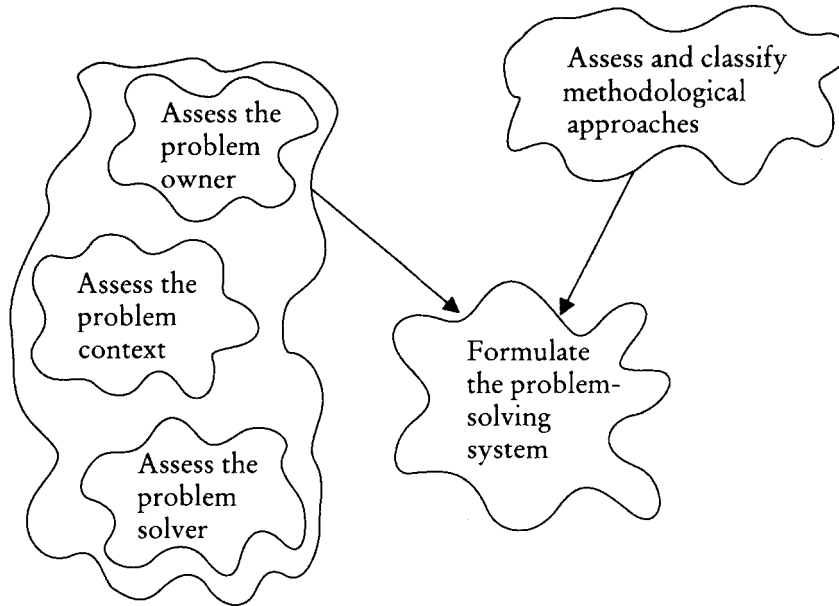 Assess the
problem
owner
Assess the
problem
context
Assess the
problem
solver
Assess and classify
methodological
approaches
Formulate
the problem-
solving
system